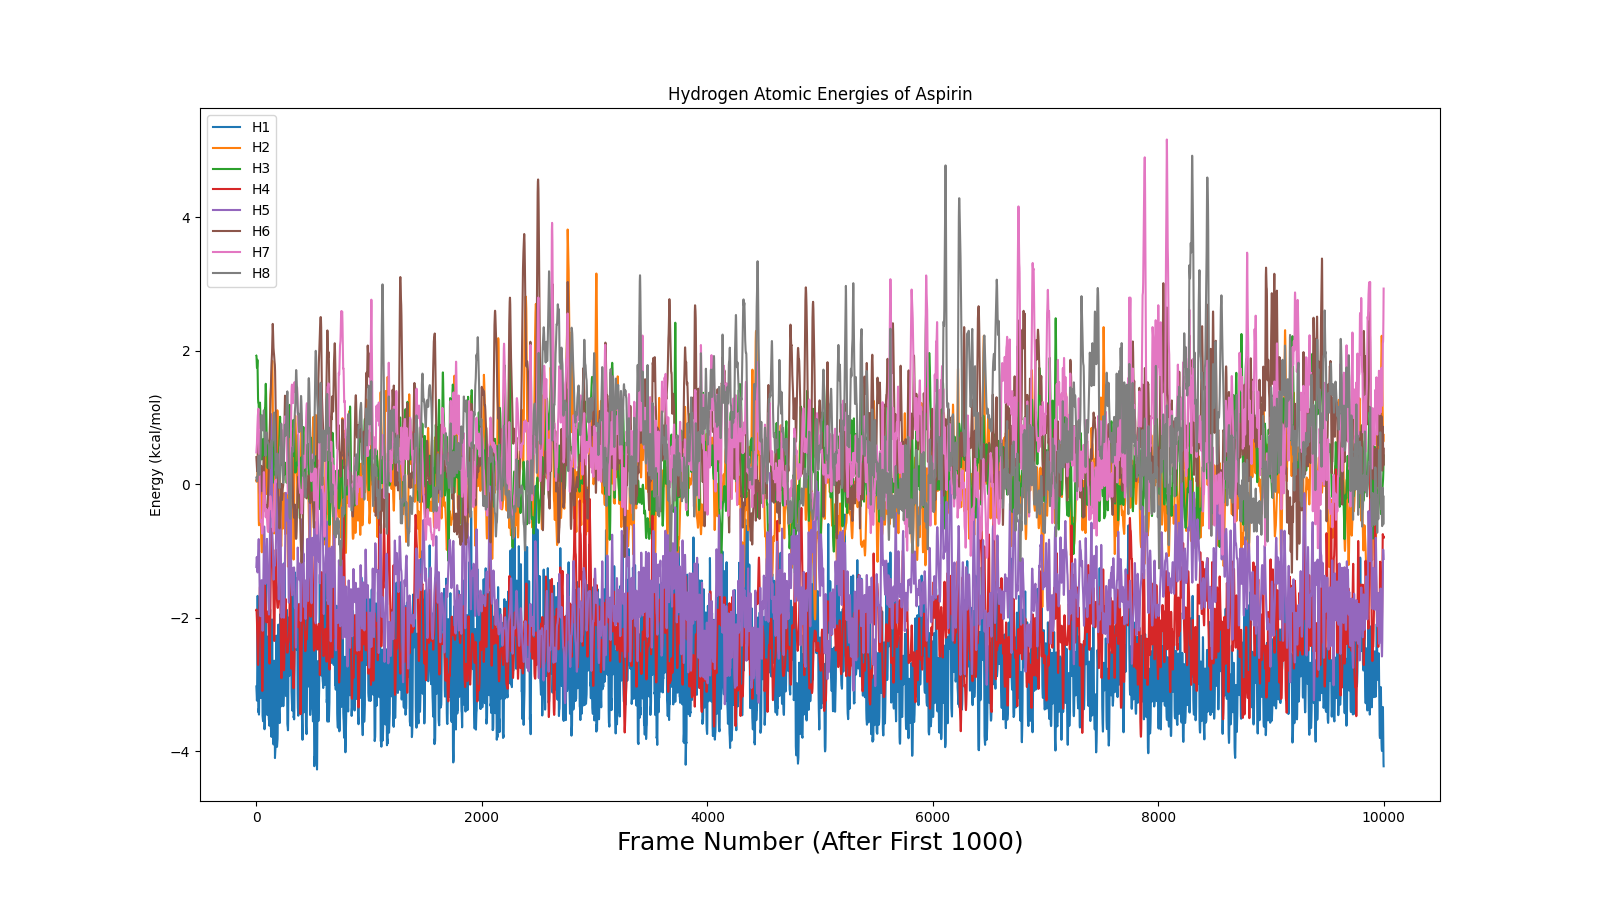 Hydrogen Atomic Energies of Aspirin
H1
H2
H3
H4
H5
H6
H7
H8
Energy (kcal/mol)
4
2
0
−2
−4
0 2000 4000 6000 8000 10000
Frame Number (After First 1000)